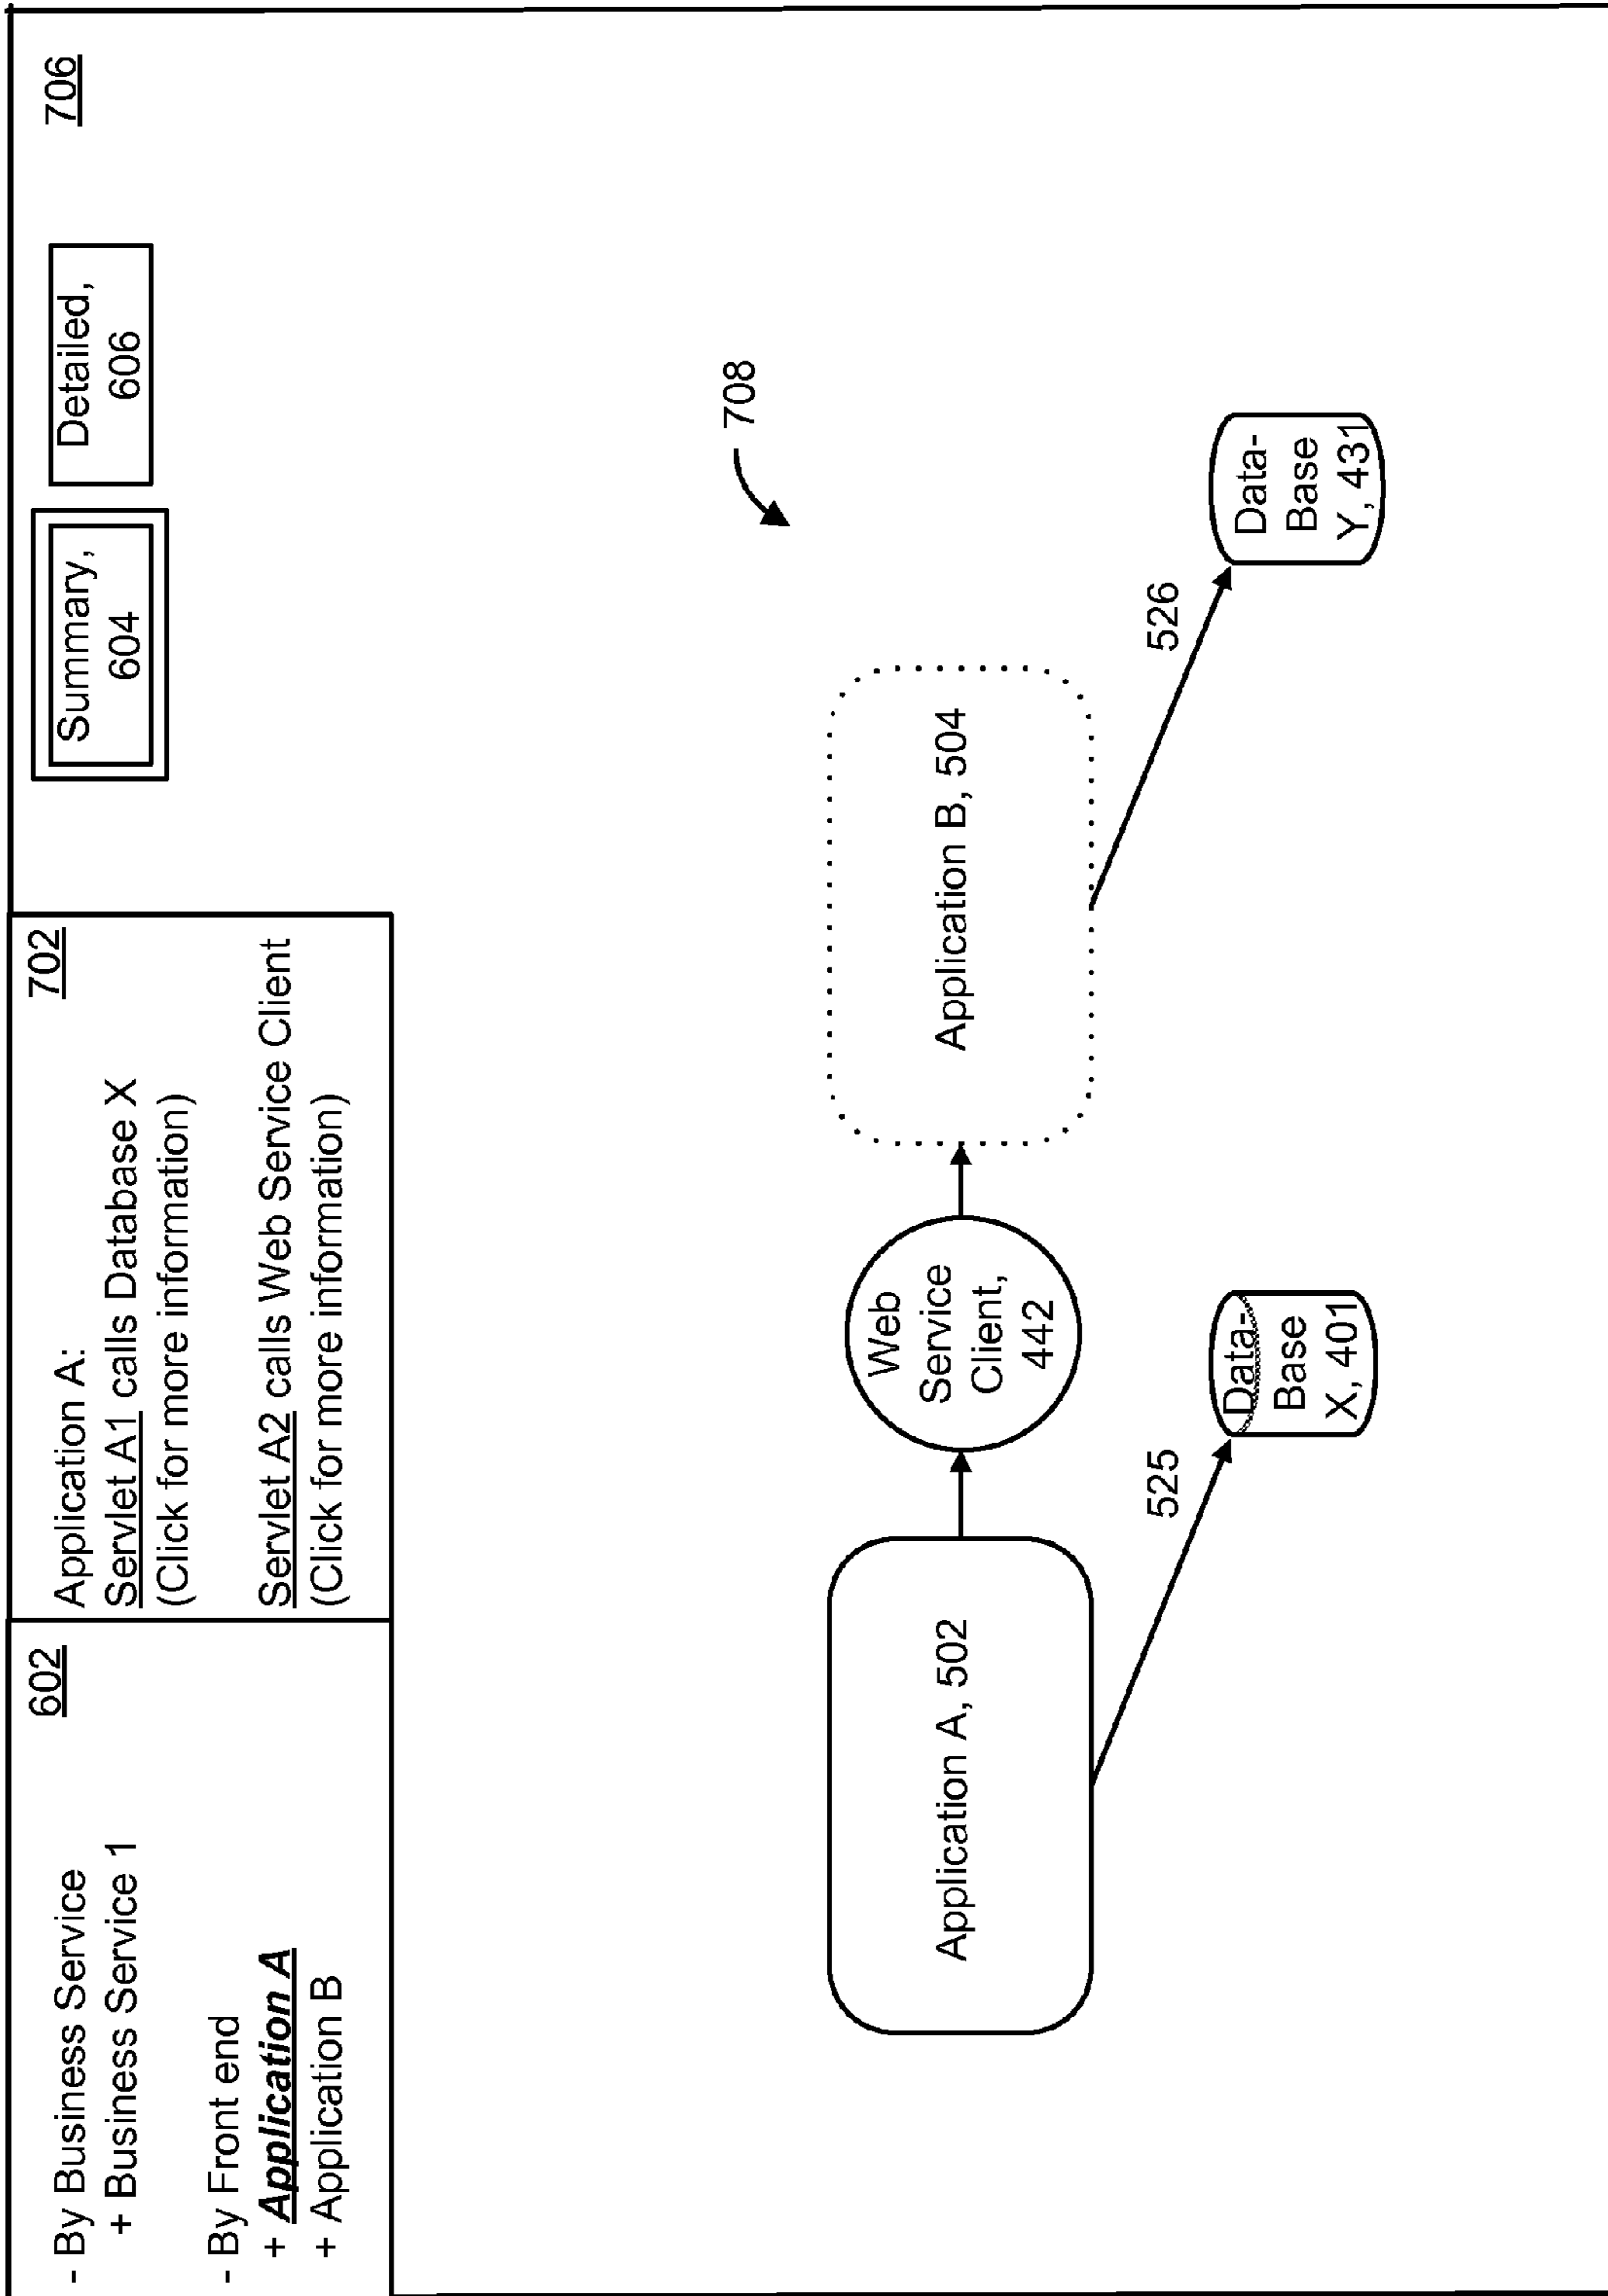 602
- By Business Service
+ Business Service 1
- By Front end
+ Application A
+ Application B
702
Application A:
Servlet A1 calls Database X
(Click for more information)
Servlet A2 calls Web Service Client
(Click for more information)
Summary,
604
Detailed,
606
706
708
Application A, 502
Web
Service
Client,
442
Application B, 504
525
Data-
Base
X, 401
526
Data-
Base
Y, 431